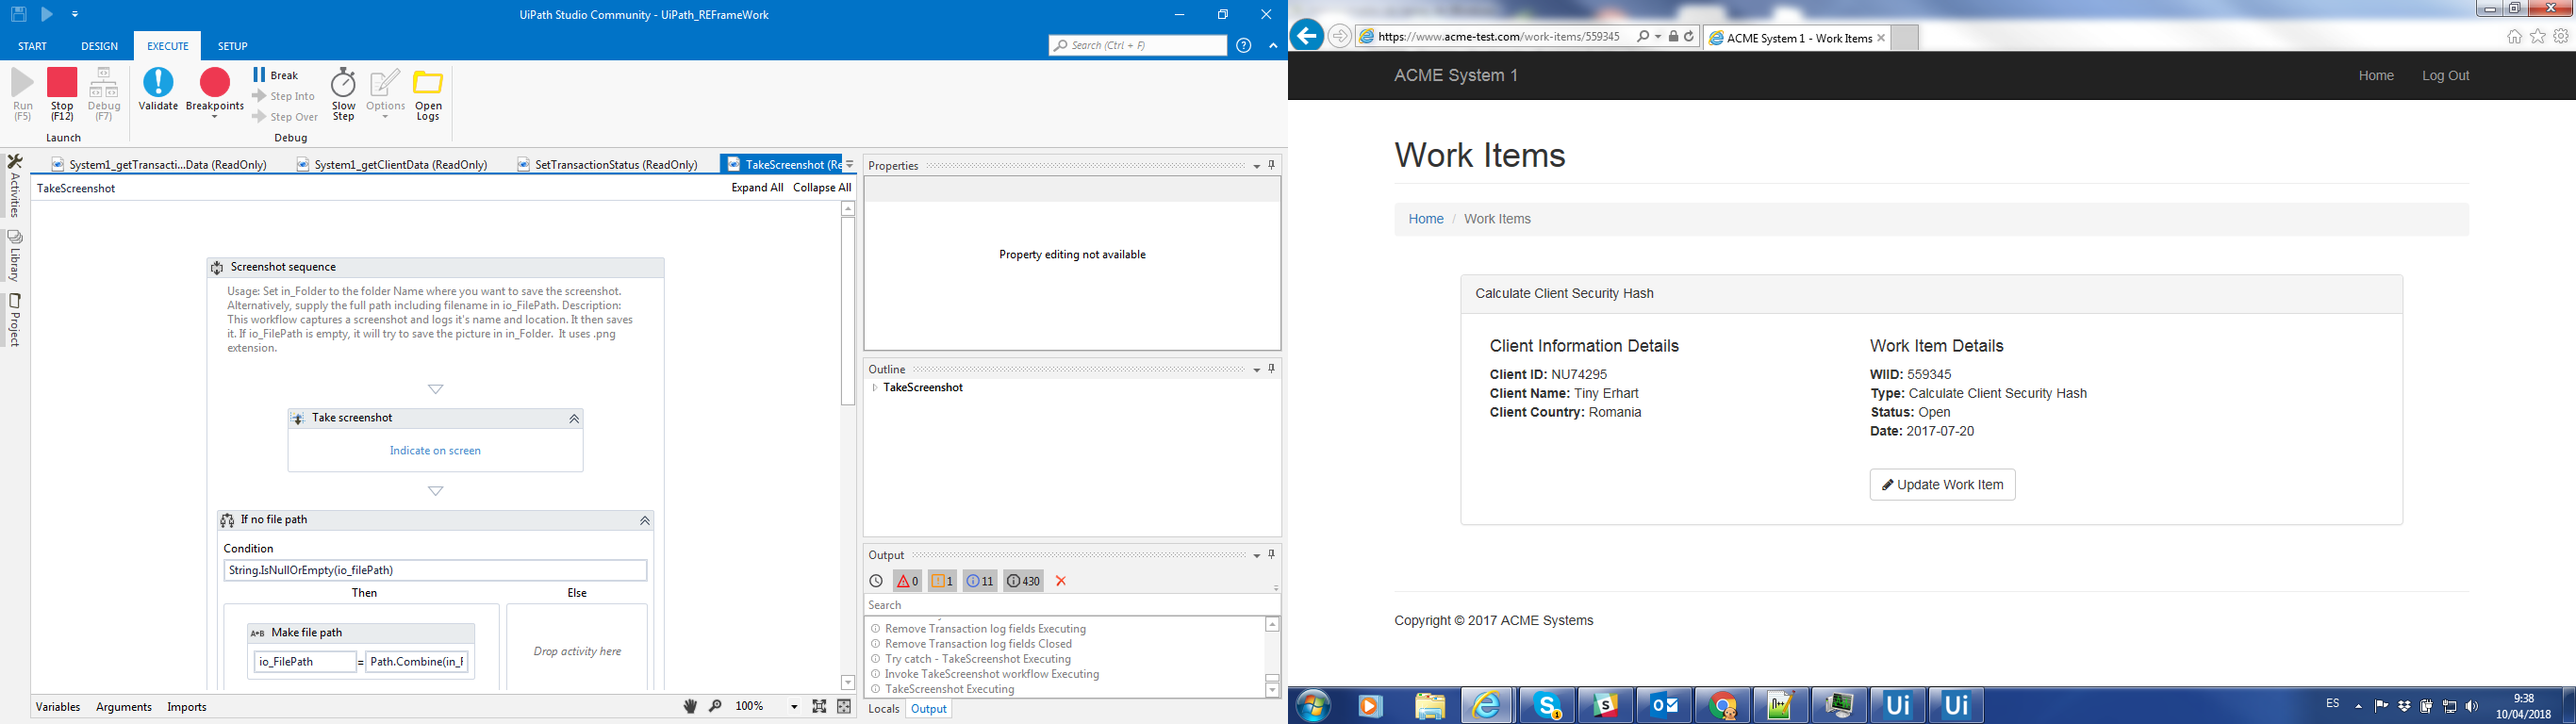 UiPath Studio Community - UiPath_REFrameWork
START DESIGN EXECUTE SETUP
Search (Ctrl + F)
Run (F5)
Stop (F12)
Debug (F7)
Launch
Validate
Breakpoints
Break
Step Into
Step Over
Slow Step
Options
Open Logs
Debug
Activities
Library
Project
System1_getTransacti...Data (ReadOnly)
System1_getClientData (ReadOnly)
SetTransactionStatus (ReadOnly)
TakeScreenshot (Re
TakeScreenshot
Expand All Collapse All
Screenshot sequence
Usage: Set in_Folder to the folder Name where you want to save the screenshot.
Alternatively, supply the full path including filename in io_FilePath. Description:
This workflow captures a screenshot and logs it's name and location. It then saves
it. If io_FilePath is empty, it will try to save the picture in in_Folder. It uses .png
extension.
Take screenshot
Indicate on screen
If no file path
Condition
String.IsNullOrEmpty(io_filePath)
Then
Else
A+B Make file path
io_FilePath = Path.Combine(in_F
Drop activity here
Variables Arguments Imports
100%
Properties
Property editing not available
Outline
TakeScreenshot
Output
0 1 11 430
Search
Remove Transaction log fields Executing
Remove Transaction log fields Closed
Try catch - TakeScreenshot Executing
Invoke TakeScreenshot workflow Executing
TakeScreenshot Executing
Locals Output
https://www.acme-test.com/work-items/559345
ACME System 1 - Work Items
ACME System 1
Home Log Out
Work Items
Home / Work Items
Calculate Client Security Hash
Client Information Details
Client ID: NU74295
Client Name: Tiny Erhart
Client Country: Romania
Work Item Details
WIID: 559345
Type: Calculate Client Security Hash
Status: Open
Date: 2017-07-20
Update Work Item
Copyright © 2017 ACME Systems
Ui
Ui
ES
9:38
10/04/2018